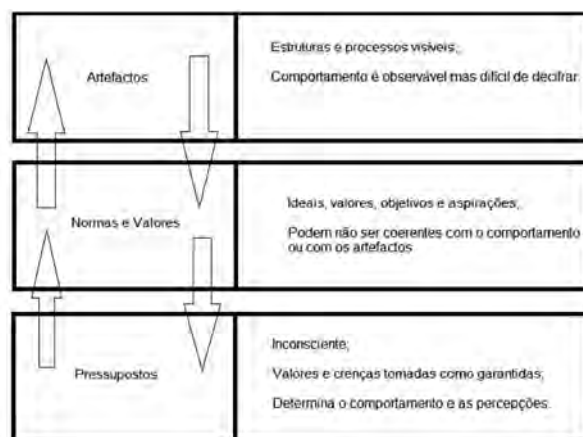 Artefactos
Estruturas e processos visíveis;
Comportamento é observável mas difícil de decifrar.
Normas e Valores
Ideais, valores, objetivos e aspirações;
Podem não ser coerentes com o comportamento
ou com os artefactos
Pressupostos
Inconsciente;
Valores e crenças tomadas como garantidas;
Determina o comportamento e as percepções.